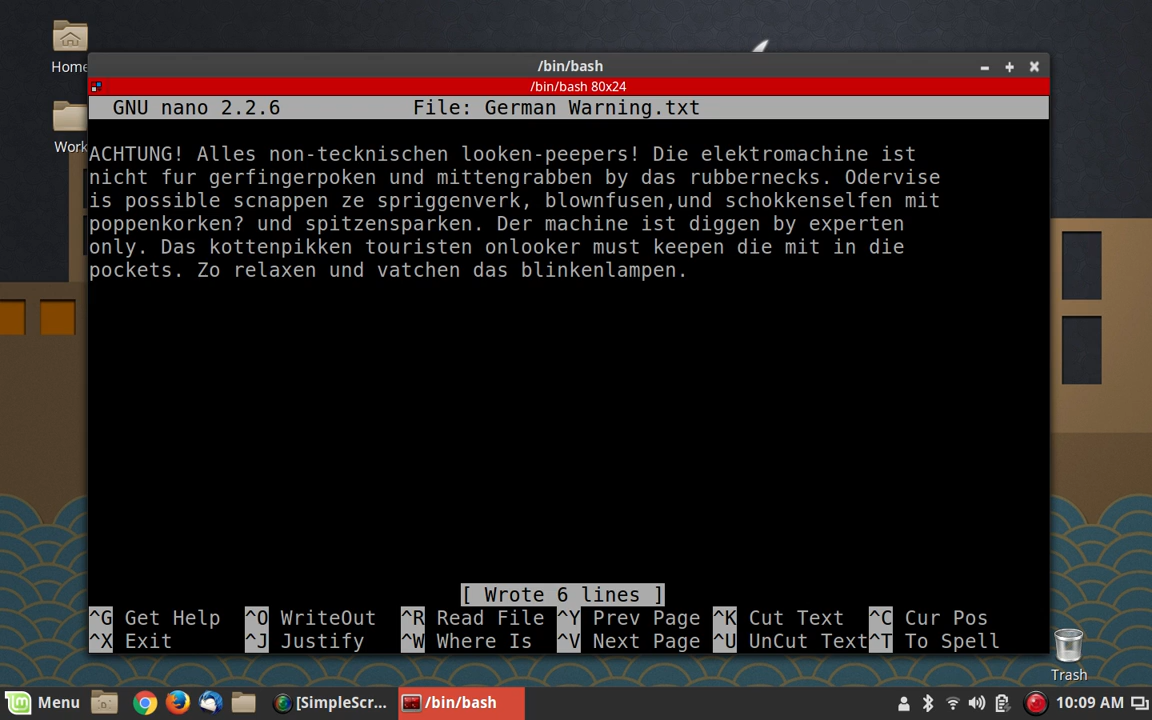 Home
Work
/bin/bash
/bin/bash 80x24
GNU nano 2.2.6 File: German Warning.txt
ACHTUNG! Alles non-tecknischen looken-peepers! Die elektromachine ist
nicht fur gerfingerpoken und mittengrabben by das rubbernecks. Odervise
is possible scnappen ze spriggenverk, blownfusen,und schokkenselfen mit
poppenkorken? und spitzensparken. Der machine ist diggen by experten
only. Das kottenpikken touristen onlooker must keepen die mit in die
pockets. Zo relaxen und vatchen das blinkenlampen.
[ Wrote 6 lines ]
^G Get Help ^O WriteOut ^R Read File ^Y Prev Page ^K Cut Text ^C Cur Pos
^X Exit ^J Justify ^W Where Is ^V Next Page ^U UnCut Text ^T To Spell
Trash
Menu [SimpleScr... /bin/bash 10:09 AM